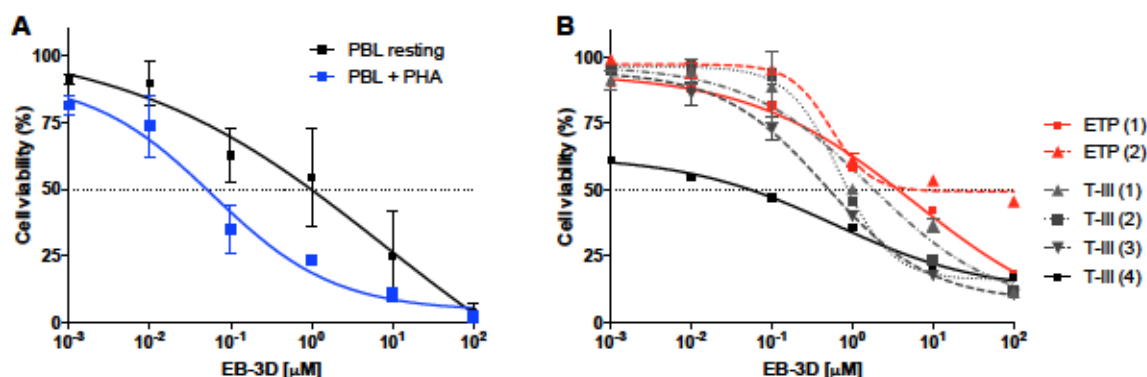 A
Cell viability (%)
100
75
50
25
0
10⁻³ 10⁻² 10⁻¹ 10⁰ 10¹ 10²
EB-3D [µM]
PBL resting
PBL + PHA
B
Cell viability (%)
100
75
50
25
0
10⁻³ 10⁻² 10⁻¹ 10⁰ 10¹ 10²
EB-3D [µM]
ETP (1)
ETP (2)
T-III (1)
T-III (2)
T-III (3)
T-III (4)